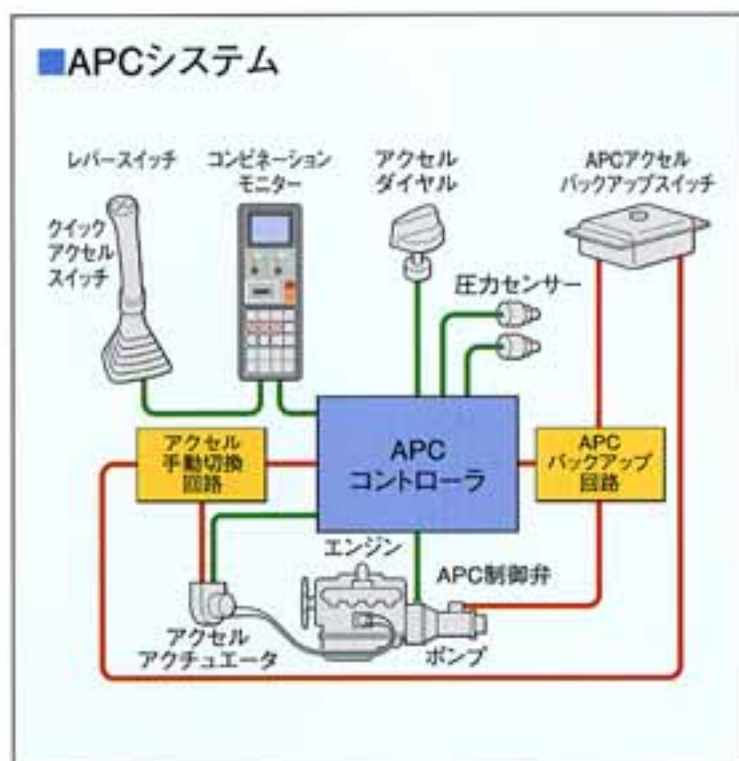 ■APCシステム
レバースイッチ
コンビネーション
モニター
アクセル
ダイヤル
APCアクセル
バックアップスイッチ
クイック
アクセル
スイッチ
圧力センサー
アクセル
手動切換
回路
APC
コントローラ
APC
バックアップ
回路
エンジン
APC制御弁
アクセル
アクチュエータ
ポンプ